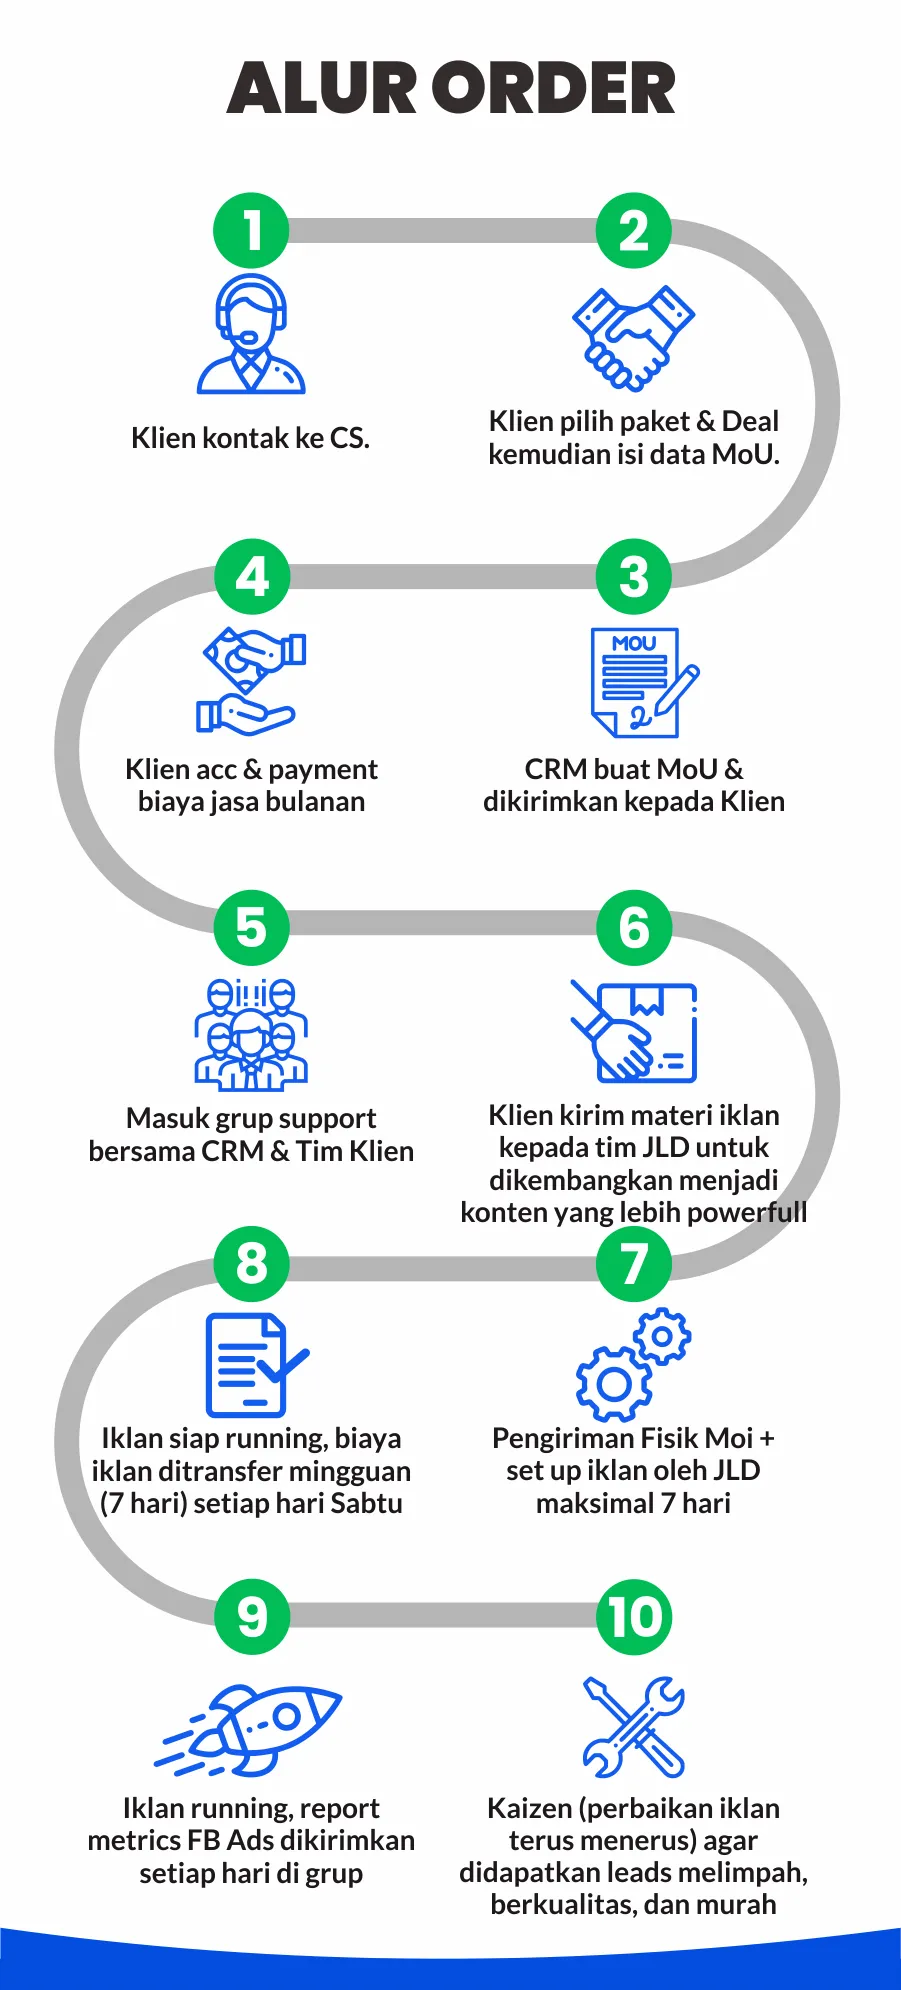 ALUR ORDER
1
Klien kontak ke CS.
2
Klien pilih paket & Deal
kemudian isi data MoU.
3
MOU
CRM buat MoU &
dikirimkan kepada Klien
4
Klien acc & payment
biaya jasa bulanan
5
Masuk grup support
bersama CRM & Tim Klien
6
Klien kirim materi iklan
kepada tim JLD untuk
dikembangkan menjadi
konten yang lebih powerfull
7
Pengiriman Fisik Moi +
set up iklan oleh JLD
maksimal 7 hari
8
Iklan siap running, biaya
iklan ditransfer mingguan
(7 hari) setiap hari Sabtu
9
Iklan running, report
metrics FB Ads dikirimkan
setiap hari di grup
10
Kaizen (perbaikan iklan
terus menerus) agar
didapatkan leads melimpah,
berkualitas, dan murah